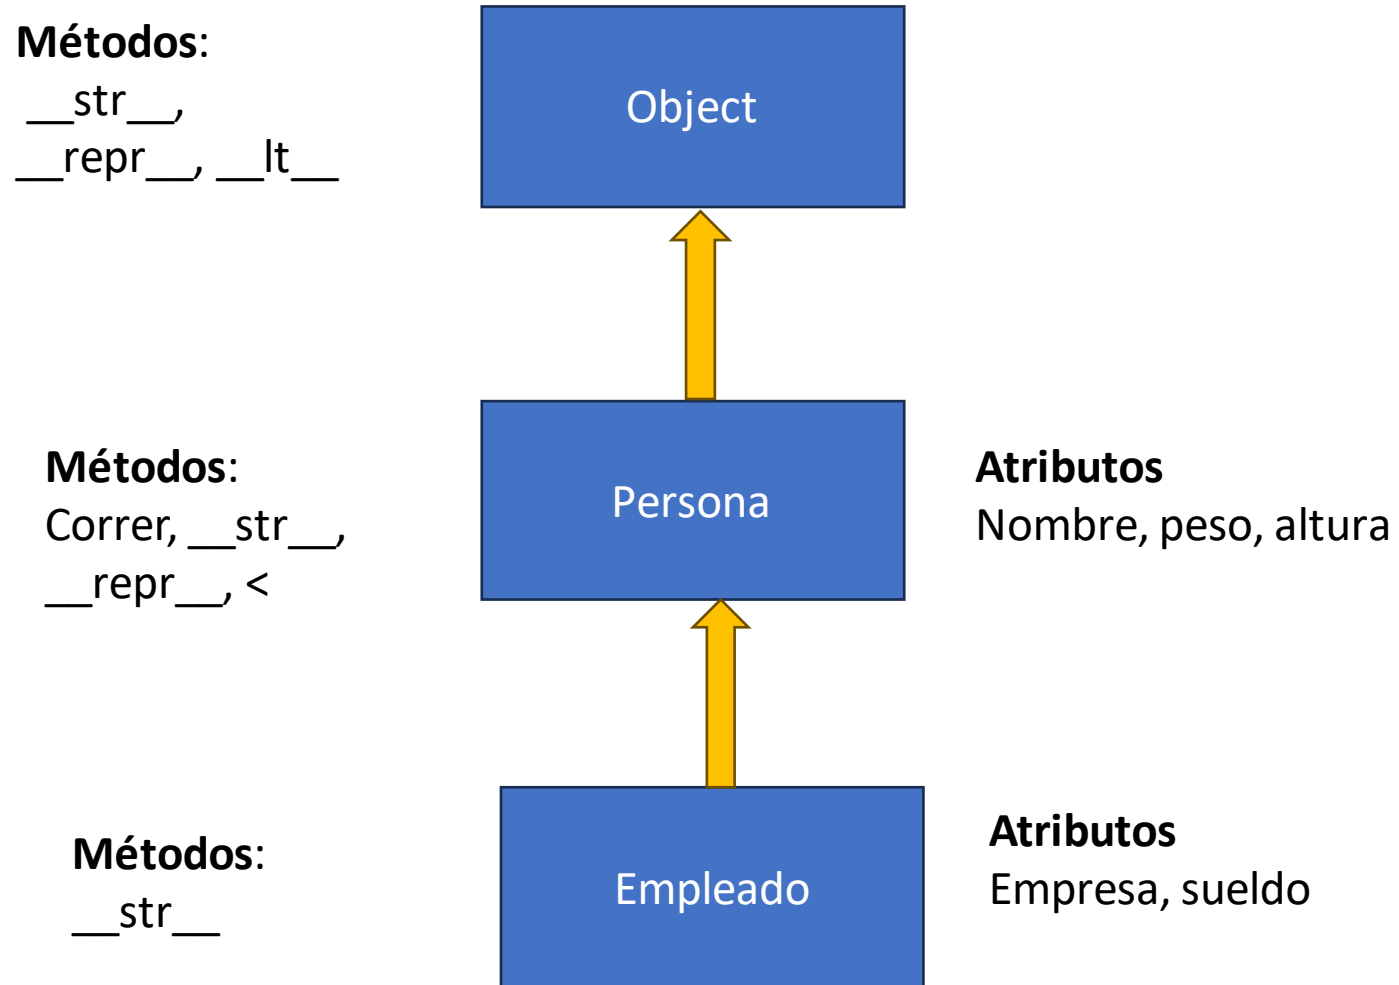 Métodos:
__str__,
__repr__, __lt__
Object
Métodos:
Correr, __str__,
__repr__, <
Persona
Atributos
Nombre, peso, altura
Métodos:
__str__
Empleado
Atributos
Empresa, sueldo